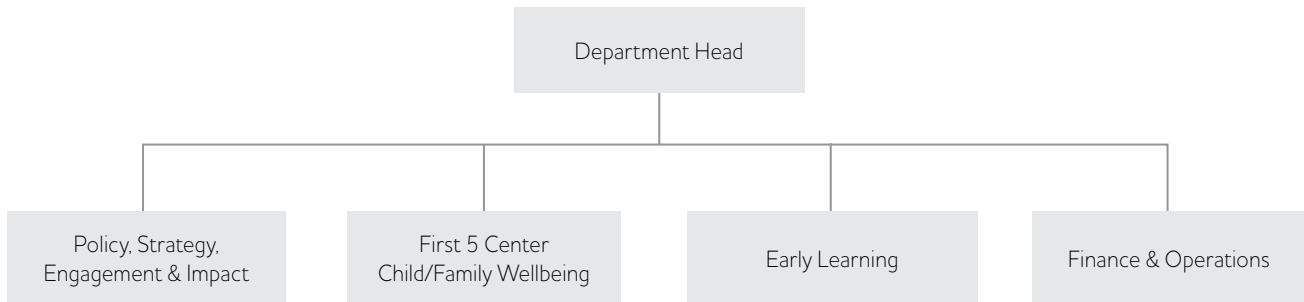 Department Head
Policy, Strategy,
Engagement & Impact
First 5 Center
Child/Family Wellbeing
Early Learning
Finance & Operations